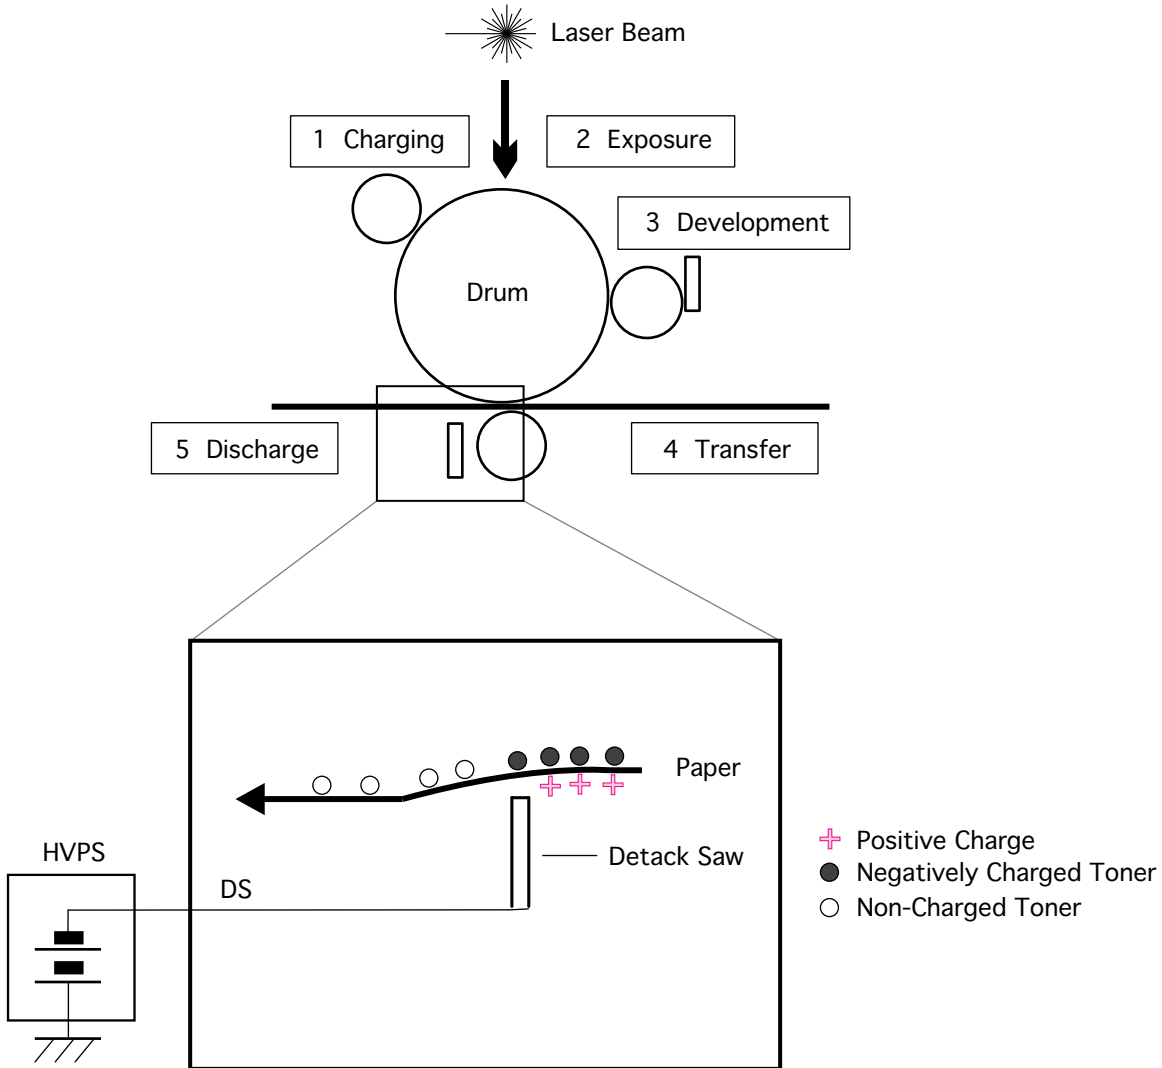 Laser Beam
1 Charging
2 Exposure
3 Development
Drum
5 Discharge
4 Transfer
Paper
Detack Saw
HVPS
DS
Positive Charge
Negatively Charged Toner
Non-Charged Toner